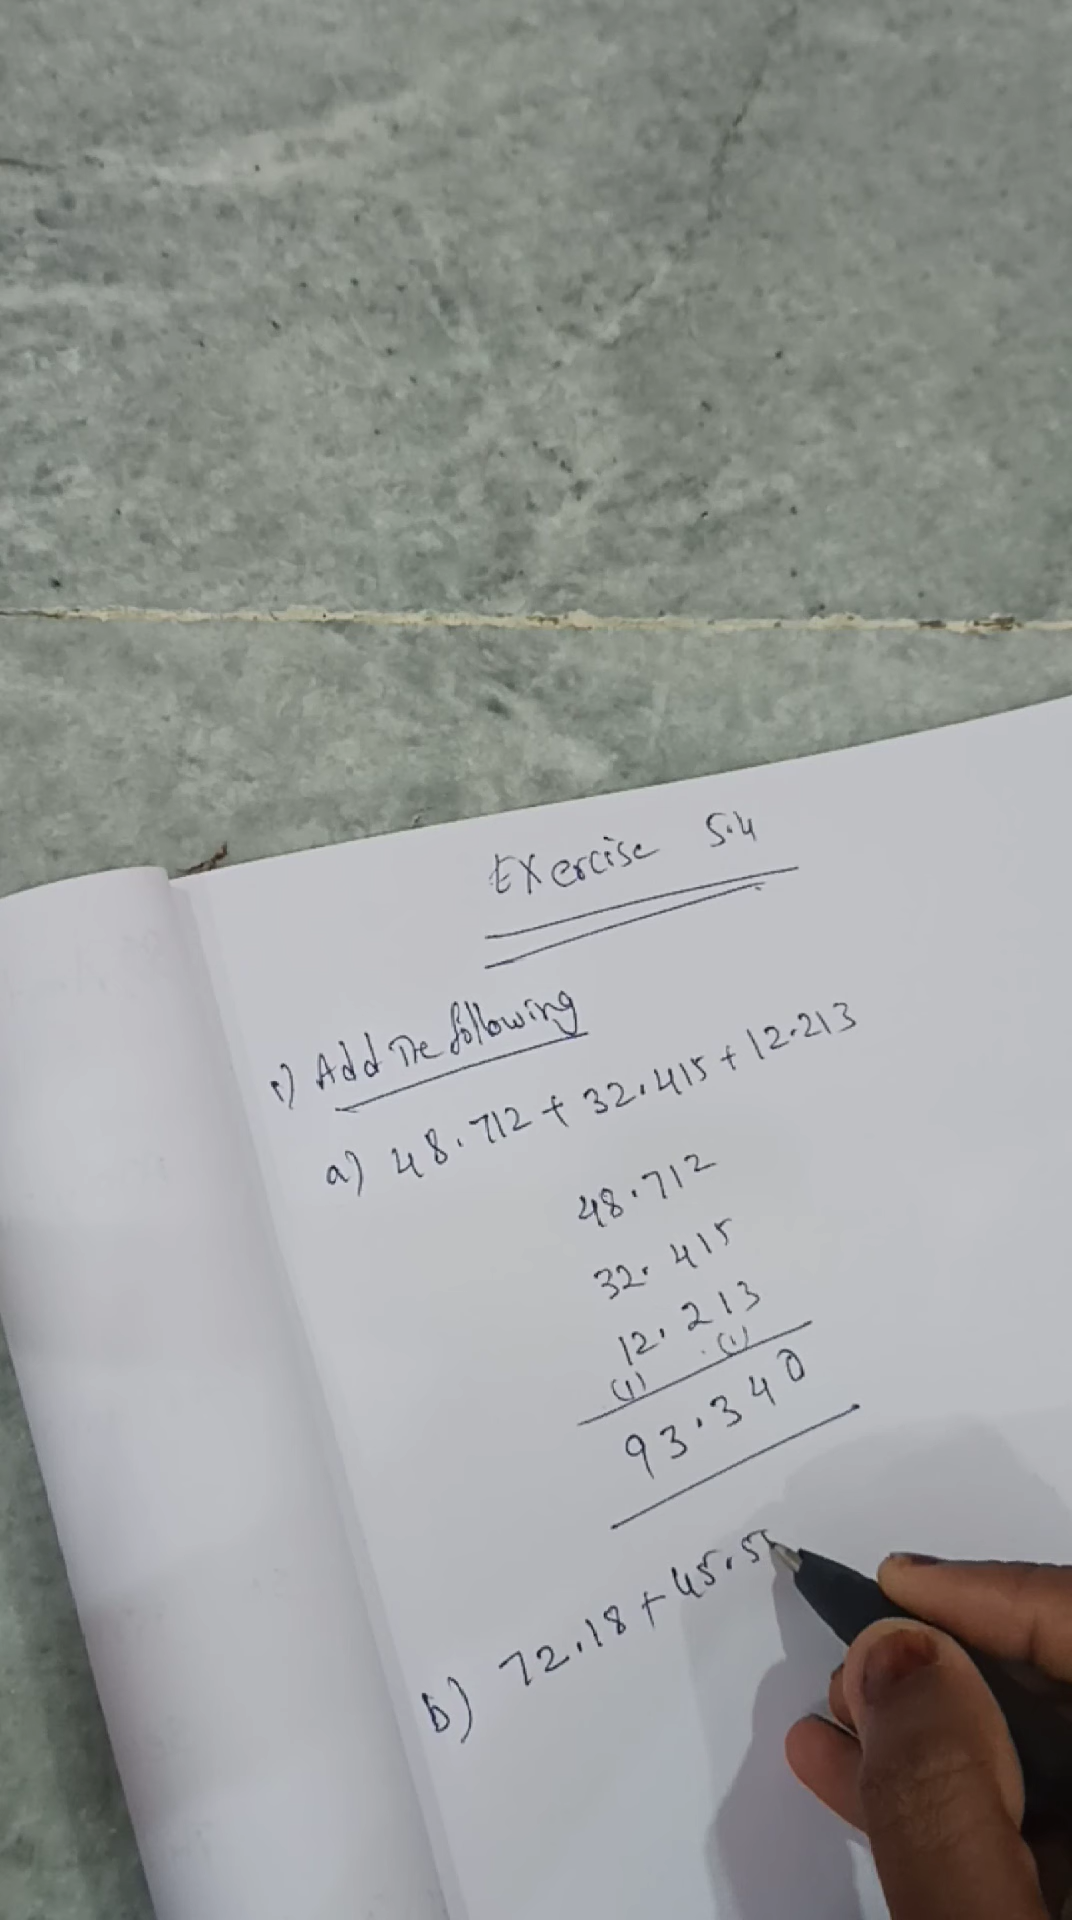 Exercise 5.4
1) Add The following
a) 48.712 + 32.415 + 12.213
48.712
32.415
12.213
(1) (1)
93.340
b) 72.18 + 45.5